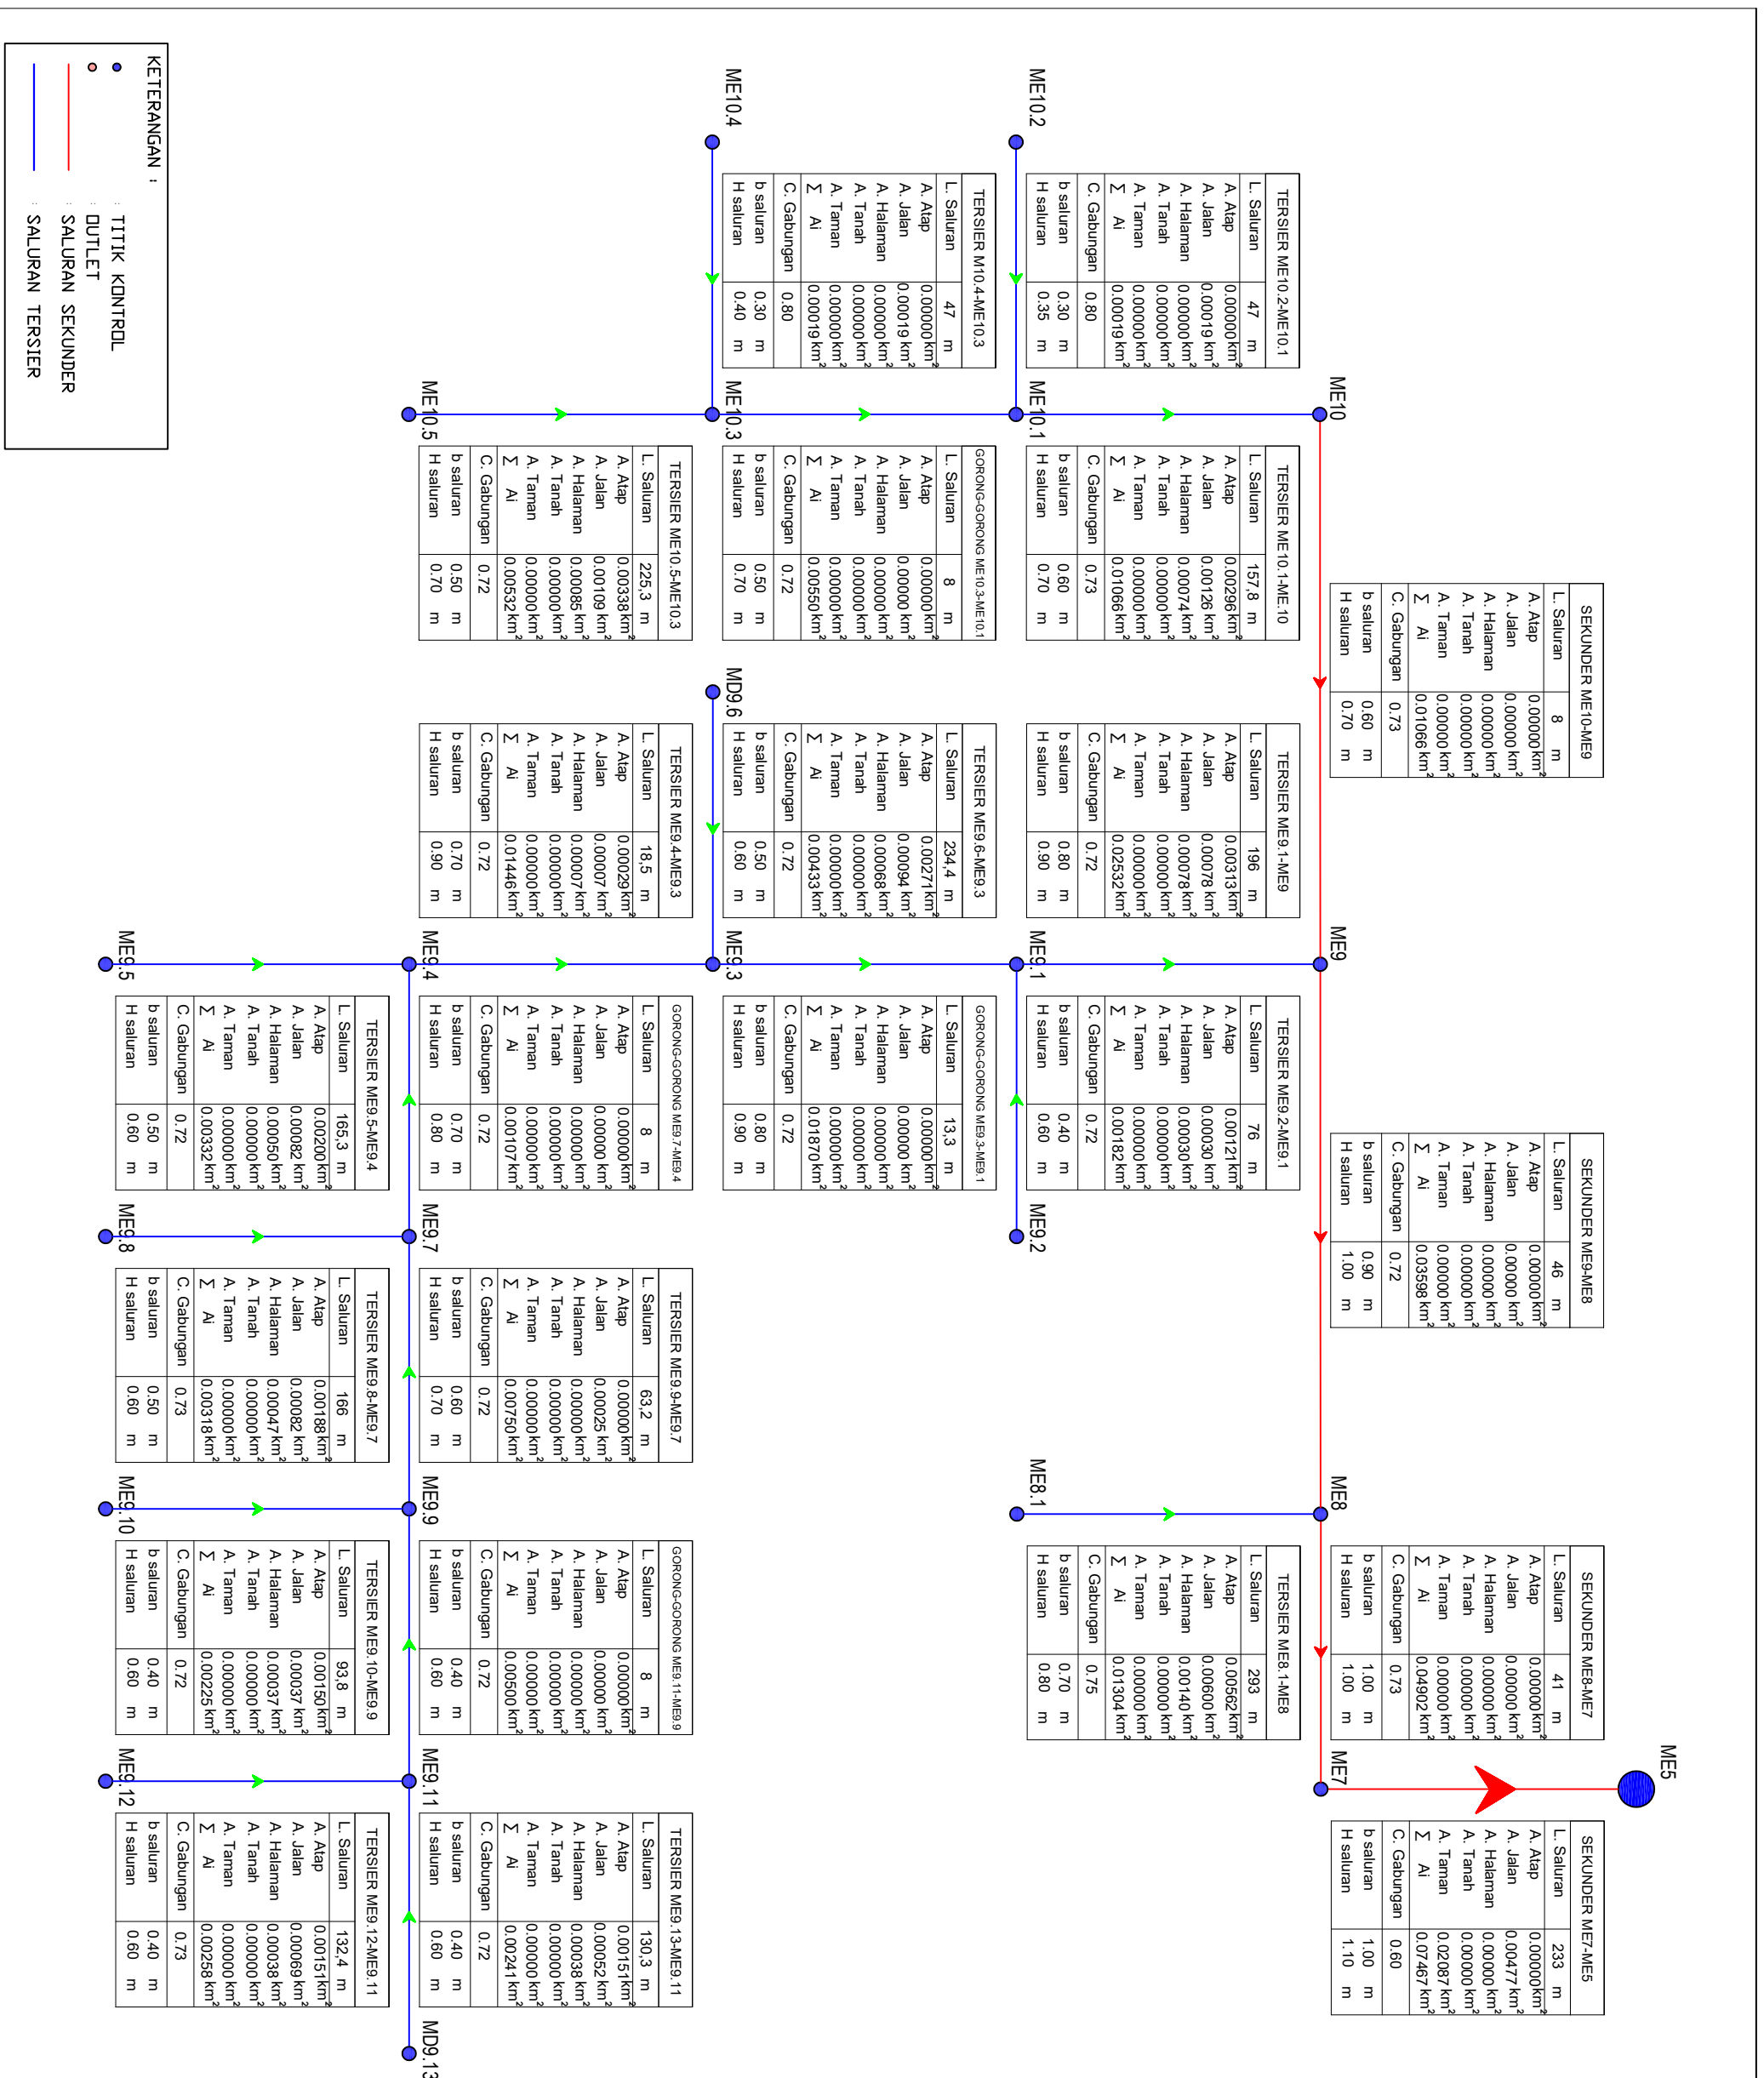 ME5
SEKUNDER ME10-ME9
L. Saluran 8 m
A. Atap 0.00000 km²
A. Jalan 0.00000 km²
A. Halaman 0.00000 km²
A. Tanah 0.00000 km²
A. Taman 0.00000 km²
Σ Ai 0.01066 km²
C. Gabungan 0.73
b saluran 0.60 m
H saluran 0.70 m
SEKUNDER ME9-ME8
L. Saluran 46 m
A. Atap 0.00000 km²
A. Jalan 0.00000 km²
A. Halaman 0.00000 km²
A. Tanah 0.00000 km²
A. Taman 0.00000 km²
Σ Ai 0.03598 km²
C. Gabungan 0.72
b saluran 0.90 m
H saluran 1.00 m
SEKUNDER ME8-ME7
L. Saluran 41 m
A. Atap 0.00000 km²
A. Jalan 0.00000 km²
A. Halaman 0.00000 km²
A. Tanah 0.00000 km²
A. Taman 0.00000 km²
Σ Ai 0.04902 km²
C. Gabungan 0.73
b saluran 1.00 m
H saluran 1.00 m
SEKUNDER ME7-ME5
L. Saluran 233 m
A. Atap 0.00000 km²
A. Jalan 0.00477 km²
A. Halaman 0.00000 km²
A. Tanah 0.00000 km²
A. Taman 0.02087 km²
Σ Ai 0.07467 km²
C. Gabungan 0.60
b saluran 1.00 m
H saluran 1.10 m
ME10
ME9
ME8
ME7
TERSIER ME10.2-ME10.1
L. Saluran 47 m
A. Atap 0.00000 km²
A. Jalan 0.00019 km²
A. Halaman 0.00000 km²
A. Tanah 0.00000 km²
A. Taman 0.00000 km²
Σ Ai 0.00019 km²
C. Gabungan 0.80
b saluran 0.30 m
H saluran 0.35 m
TERSIER ME10.1-ME.10
L. Saluran 157,8 m
A. Atap 0.00296 km²
A. Jalan 0.00126 km²
A. Halaman 0.00074 km²
A. Tanah 0.00000 km²
A. Taman 0.00000 km²
Σ Ai 0.01066 km²
C. Gabungan 0.73
b saluran 0.60 m
H saluran 0.70 m
TERSIER ME9.1-ME9
L. Saluran 196 m
A. Atap 0.00313 km²
A. Jalan 0.00078 km²
A. Halaman 0.00078 km²
A. Tanah 0.00000 km²
A. Taman 0.00000 km²
Σ Ai 0.02532 km²
C. Gabungan 0.72
b saluran 0.80 m
H saluran 0.90 m
TERSIER ME9.2-ME9.1
L. Saluran 76 m
A. Atap 0.00121 km²
A. Jalan 0.00030 km²
A. Halaman 0.00030 km²
A. Tanah 0.00000 km²
A. Taman 0.00000 km²
Σ Ai 0.00182 km²
C. Gabungan 0.72
b saluran 0.40 m
H saluran 0.60 m
TERSIER ME8.1-ME8
L. Saluran 293 m
A. Atap 0.00562 km²
A. Jalan 0.00600 km²
A. Halaman 0.00140 km²
A. Tanah 0.00000 km²
A. Taman 0.00000 km²
Σ Ai 0.01304 km²
C. Gabungan 0.75
b saluran 0.70 m
H saluran 0.80 m
ME10.2
ME10.1
ME9.1
ME9.2
ME8.1
TERSIER M10.4-ME10.3
L. Saluran 47 m
A. Atap 0.00000 km²
A. Jalan 0.00019 km²
A. Halaman 0.00000 km²
A. Tanah 0.00000 km²
A. Taman 0.00000 km²
Σ Ai 0.00019 km²
C. Gabungan 0.80
b saluran 0.30 m
H saluran 0.40 m
GORONG-GORONG ME10.3-ME10.1
L. Saluran 8 m
A. Atap 0.00000 km²
A. Jalan 0.00000 km²
A. Halaman 0.00000 km²
A. Tanah 0.00000 km²
A. Taman 0.00000 km²
Σ Ai 0.00550 km²
C. Gabungan 0.72
b saluran 0.50 m
H saluran 0.70 m
TERSIER ME9.6-ME9.3
L. Saluran 234,4 m
A. Atap 0.00271 km²
A. Jalan 0.00094 km²
A. Halaman 0.00068 km²
A. Tanah 0.00000 km²
A. Taman 0.00000 km²
Σ Ai 0.00433 km²
C. Gabungan 0.72
b saluran 0.50 m
H saluran 0.60 m
GORONG-GORONG ME9.3-ME9.1
L. Saluran 13,3 m
A. Atap 0.00000 km²
A. Jalan 0.00000 km²
A. Halaman 0.00000 km²
A. Tanah 0.00000 km²
A. Taman 0.00000 km²
Σ Ai 0.01870 km²
C. Gabungan 0.72
b saluran 0.80 m
H saluran 0.90 m
ME10.4
ME10.3
MD9.6
ME9.3
TERSIER ME10.5-ME10.3
L. Saluran 225,3 m
A. Atap 0.00338 km²
A. Jalan 0.00109 km²
A. Halaman 0.00085 km²
A. Tanah 0.00000 km²
A. Taman 0.00000 km²
Σ Ai 0.00532 km²
C. Gabungan 0.72
b saluran 0.50 m
H saluran 0.70 m
TERSIER ME9.4-ME9.3
L. Saluran 18,5 m
A. Atap 0.00029 km²
A. Jalan 0.00007 km²
A. Halaman 0.00007 km²
A. Tanah 0.00000 km²
A. Taman 0.00000 km²
Σ Ai 0.01446 km²
C. Gabungan 0.72
b saluran 0.70 m
H saluran 0.90 m
GORONG-GORONG ME9.7-ME9.4
L. Saluran 8 m
A. Atap 0.00000 km²
A. Jalan 0.00000 km²
A. Halaman 0.00000 km²
A. Tanah 0.00000 km²
A. Taman 0.00000 km²
Σ Ai 0.00107 km²
C. Gabungan 0.72
b saluran 0.70 m
H saluran 0.80 m
TERSIER ME9.9-ME9.7
L. Saluran 63,2 m
A. Atap 0.00000 km²
A. Jalan 0.00025 km²
A. Halaman 0.00000 km²
A. Tanah 0.00000 km²
A. Taman 0.00000 km²
Σ Ai 0.00750 km²
C. Gabungan 0.72
b saluran 0.60 m
H saluran 0.70 m
GORONG-GORONG ME9.11-ME9.9
L. Saluran 8 m
A. Atap 0.00000 km²
A. Jalan 0.00000 km²
A. Halaman 0.00000 km²
A. Tanah 0.00000 km²
A. Taman 0.00000 km²
Σ Ai 0.00500 km²
C. Gabungan 0.72
b saluran 0.40 m
H saluran 0.60 m
TERSIER ME9.13-ME9.11
L. Saluran 130,3 m
A. Atap 0.00151 km²
A. Jalan 0.00052 km²
A. Halaman 0.00038 km²
A. Tanah 0.00000 km²
A. Taman 0.00000 km²
Σ Ai 0.00241 km²
C. Gabungan 0.72
b saluran 0.40 m
H saluran 0.60 m
ME10.5
ME9.4
ME9.7
ME9.9
ME9.11
MD9.13
TERSIER ME9.5-ME9.4
L. Saluran 165,3 m
A. Atap 0.00200 km²
A. Jalan 0.00082 km²
A. Halaman 0.00050 km²
A. Tanah 0.00000 km²
A. Taman 0.00000 km²
Σ Ai 0.00332 km²
C. Gabungan 0.72
b saluran 0.50 m
H saluran 0.60 m
TERSIER ME9.8-ME9.7
L. Saluran 166 m
A. Atap 0.00188 km²
A. Jalan 0.00082 km²
A. Halaman 0.00047 km²
A. Tanah 0.00000 km²
A. Taman 0.00000 km²
Σ Ai 0.00318 km²
C. Gabungan 0.73
b saluran 0.50 m
H saluran 0.60 m
TERSIER ME9.10-ME9.9
L. Saluran 93,8 m
A. Atap 0.00150 km²
A. Jalan 0.00037 km²
A. Halaman 0.00037 km²
A. Tanah 0.00000 km²
A. Taman 0.00000 km²
Σ Ai 0.00225 km²
C. Gabungan 0.72
b saluran 0.40 m
H saluran 0.60 m
TERSIER ME9.12-ME9.11
L. Saluran 132,4 m
A. Atap 0.00151 km²
A. Jalan 0.00069 km²
A. Halaman 0.00038 km²
A. Tanah 0.00000 km²
A. Taman 0.00000 km²
Σ Ai 0.00258 km²
C. Gabungan 0.73
b saluran 0.40 m
H saluran 0.60 m
ME9.5
ME9.8
ME9.10
ME9.12
KETERANGAN :
: TITIK KONTROL
: OUTLET
: SALURAN SEKUNDER
: SALURAN TERSIER